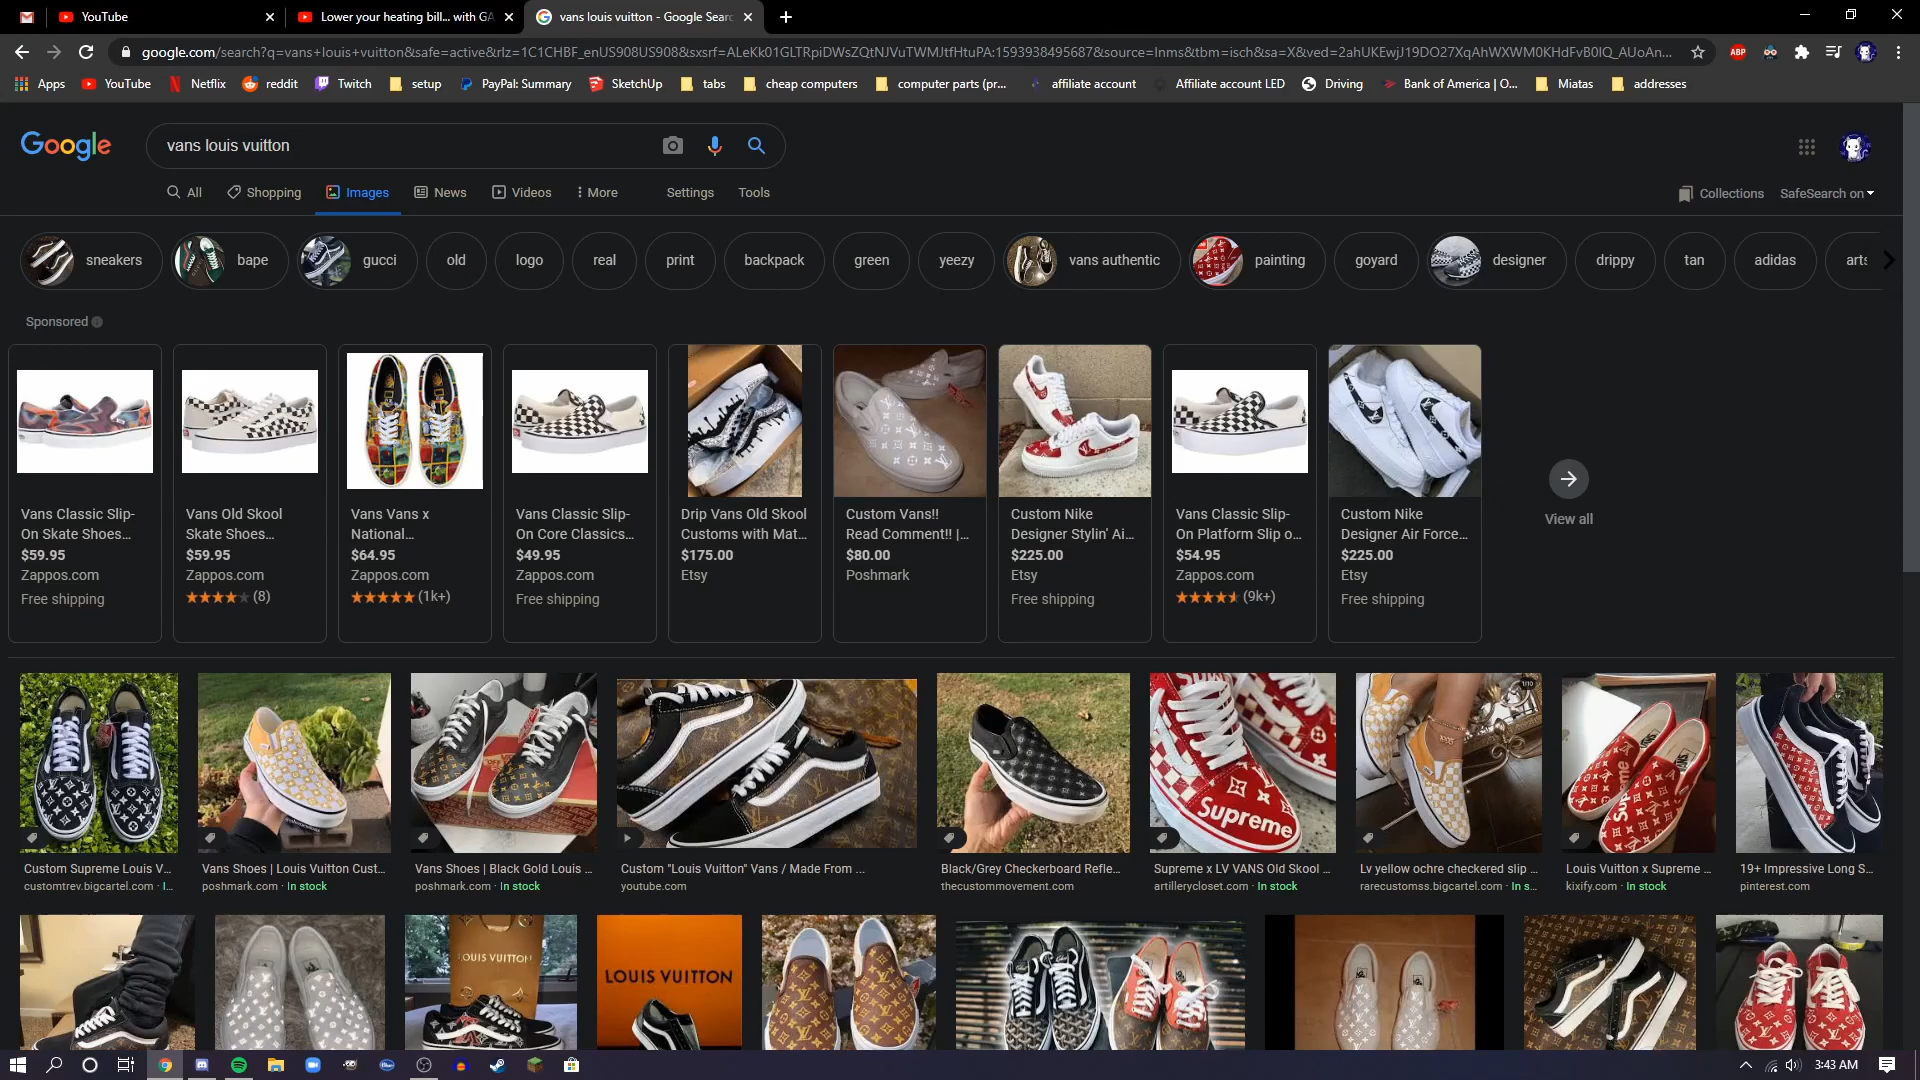 YouTube
Lower your heating bill... with GA
vans louis vuitton - Google Searc
google.com/search?q=vans+louis+vuitton&safe=active&rlz=1C1CHBF_enUS908US908&sxsrf=ALeKk01GLTRpiDWsZQtNJVuTWMJtfHtuPA:1593938495687&source=lnms&tbm=isch&sa=X&ved=2ahUKEwjJ19DO27XqAhWXWM0KHdFvB0IQ_AUoAn...
ABP
Apps YouTube Netflix reddit Twitch setup PayPal: Summary SketchUp tabs cheap computers computer parts (pr... affiliate account Affiliate account LED Driving Bank of America | O... Miatas addresses
Google
vans louis vuitton
All Shopping Images News Videos More Settings Tools
Collections SafeSearch on
sneakers bape gucci old logo real print backpack green yeezy vans authentic painting goyard designer drippy tan adidas arts
Sponsored
Vans Classic Slip-
On Skate Shoes...
$59.95
Zappos.com
Free shipping
Vans Old Skool
Skate Shoes...
$59.95
Zappos.com
(8)
Vans Vans x
National...
$64.95
Zappos.com
(1k+)
Vans Classic Slip-
On Core Classics...
$49.95
Zappos.com
Free shipping
Drip Vans Old Skool
Customs with Mat...
$175.00
Etsy
Custom Vans!!
Read Comment!! |...
$80.00
Poshmark
Custom Nike
Designer Stylin' Ai...
$225.00
Etsy
Free shipping
Vans Classic Slip-
On Platform Slip o...
$54.95
Zappos.com
(9k+)
Custom Nike
Designer Air Force...
$225.00
Etsy
Free shipping
View all
Supreme
Supreme
Custom Supreme Louis V...
customtrev.bigcartel.com · I...
Vans Shoes | Louis Vuitton Cust...
poshmark.com · In stock
Vans Shoes | Black Gold Louis ...
poshmark.com · In stock
Custom "Louis Vuitton" Vans / Made From ...
youtube.com
Black/Grey Checkerboard Refle...
thecustommovement.com
Supreme x LV VANS Old Skool ...
artillerycloset.com · In stock
Lv yellow ochre checkered slip ...
rarecustomss.bigcartel.com · In s...
Louis Vuitton x Supreme ...
kixify.com · In stock
19+ Impressive Long S...
pinterest.com
LOUIS VUITTON
LOUIS VUITTON
3:43 AM